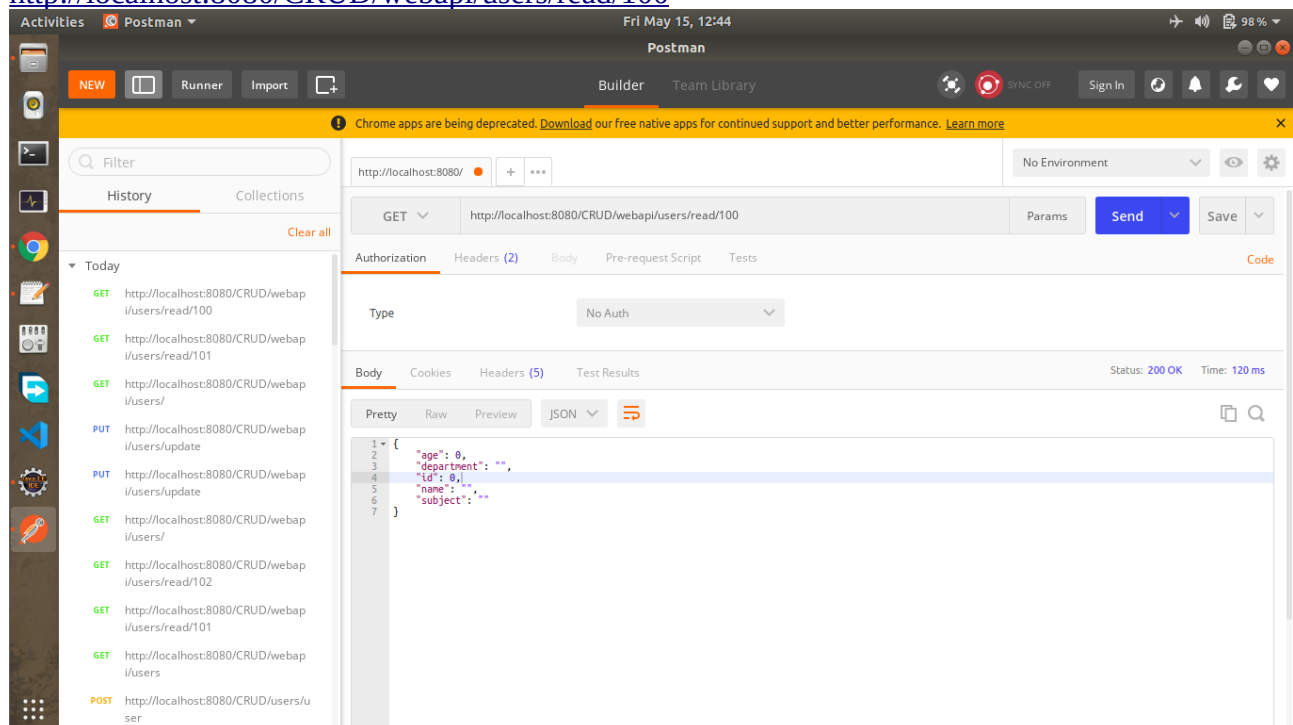 http://localhost:8080/CRUD/webapi/users/read/100
Activities Postman Fri May 15, 12:44 98 %
Postman
NEW Runner Import Builder Team Library SYNC OFF Sign In
Chrome apps are being deprecated. Download our free native apps for continued support and better performance. Learn more
Filter
History Collections
Clear all
Today
GET http://localhost:8080/CRUD/webap
i/users/read/100
GET http://localhost:8080/CRUD/webap
i/users/read/101
GET http://localhost:8080/CRUD/webap
i/users/
PUT http://localhost:8080/CRUD/webap
i/users/update
PUT http://localhost:8080/CRUD/webap
i/users/update
GET http://localhost:8080/CRUD/webap
i/users/
GET http://localhost:8080/CRUD/webap
i/users/read/102
GET http://localhost:8080/CRUD/webap
i/users/read/101
GET http://localhost:8080/CRUD/webap
i/users
POST http://localhost:8080/CRUD/users/u
ser
http://localhost:8080/ + ••• No Environment
GET http://localhost:8080/CRUD/webapi/users/read/100 Params Send Save
Authorization Headers (2) Body Pre-request Script Tests Code
Type No Auth
Body Cookies Headers (5) Test Results Status: 200 OK Time: 120 ms
Pretty Raw Preview JSON
1 {
2 "age": 0,
3 "department": "",
4 "id": 0,
5 "name": "",
6 "subject": ""
7 }